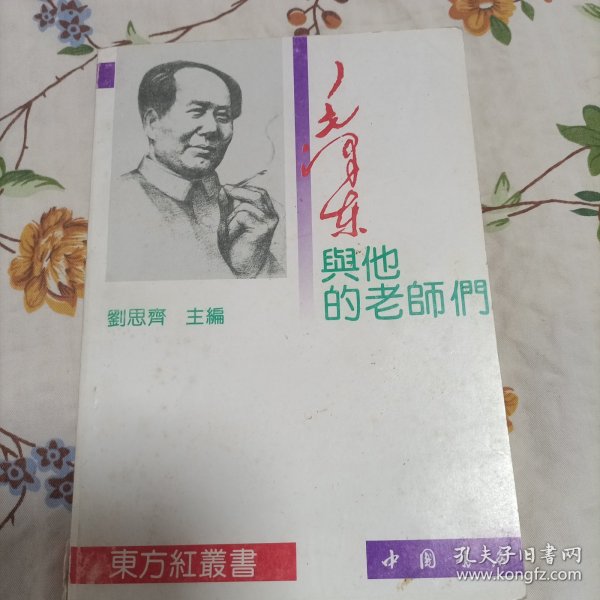 毛澤东
與他
的老師們
劉思齊 主編
東方紅叢書
中国
孔夫子旧书网
www.kongfz.com